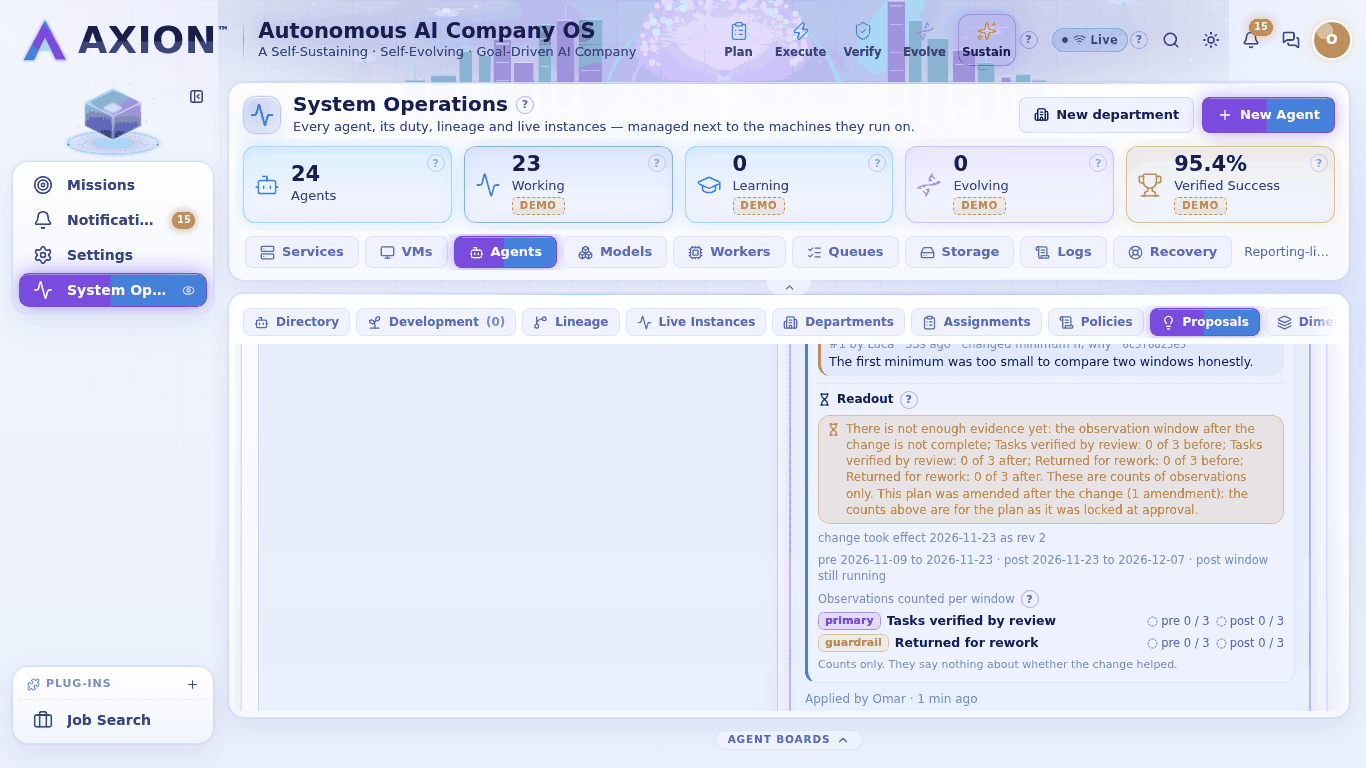 AXION™
Autonomous AI Company OS
A Self-Sustaining · Self-Evolving · Goal-Driven AI Company
Plan
Execute
Verify
Evolve
Sustain
?
Live
?
15
O
Missions
Notificati... 15
Settings
System Op...
PLUG-INS +
Job Search
System Operations ?
Every agent, its duty, lineage and live instances — managed next to the machines they run on.
New department
+ New Agent
24
Agents
?
23
Working
DEMO
?
0
Learning
DEMO
?
0
Evolving
DEMO
?
95.4%
Verified Success
DEMO
?
Services
VMs
Agents
Models
Workers
Queues
Storage
Logs
Recovery
Reporting-li...
Directory
Development (0)
Lineage
Live Instances
Departments
Assignments
Policies
Proposals
Dime
The first minimum was too small to compare two windows honestly.
Readout ?
There is not enough evidence yet: the observation window after the
change is not complete; Tasks verified by review: 0 of 3 before; Tasks
verified by review: 0 of 3 after; Returned for rework: 0 of 3 before;
Returned for rework: 0 of 3 after. These are counts of observations
only. This plan was amended after the change (1 amendment); the
counts above are for the plan as it was locked at approval.
change took effect 2026-11-23 as rev 2
pre 2026-11-09 to 2026-11-23 · post 2026-11-23 to 2026-12-07 · post window
still running
Observations counted per window ?
primary Tasks verified by review pre 0 / 3 post 0 / 3
guardrail Returned for rework pre 0 / 3 post 0 / 3
Counts only. They say nothing about whether the change helped.
Applied by Omar · 1 min ago
AGENT BOARDS